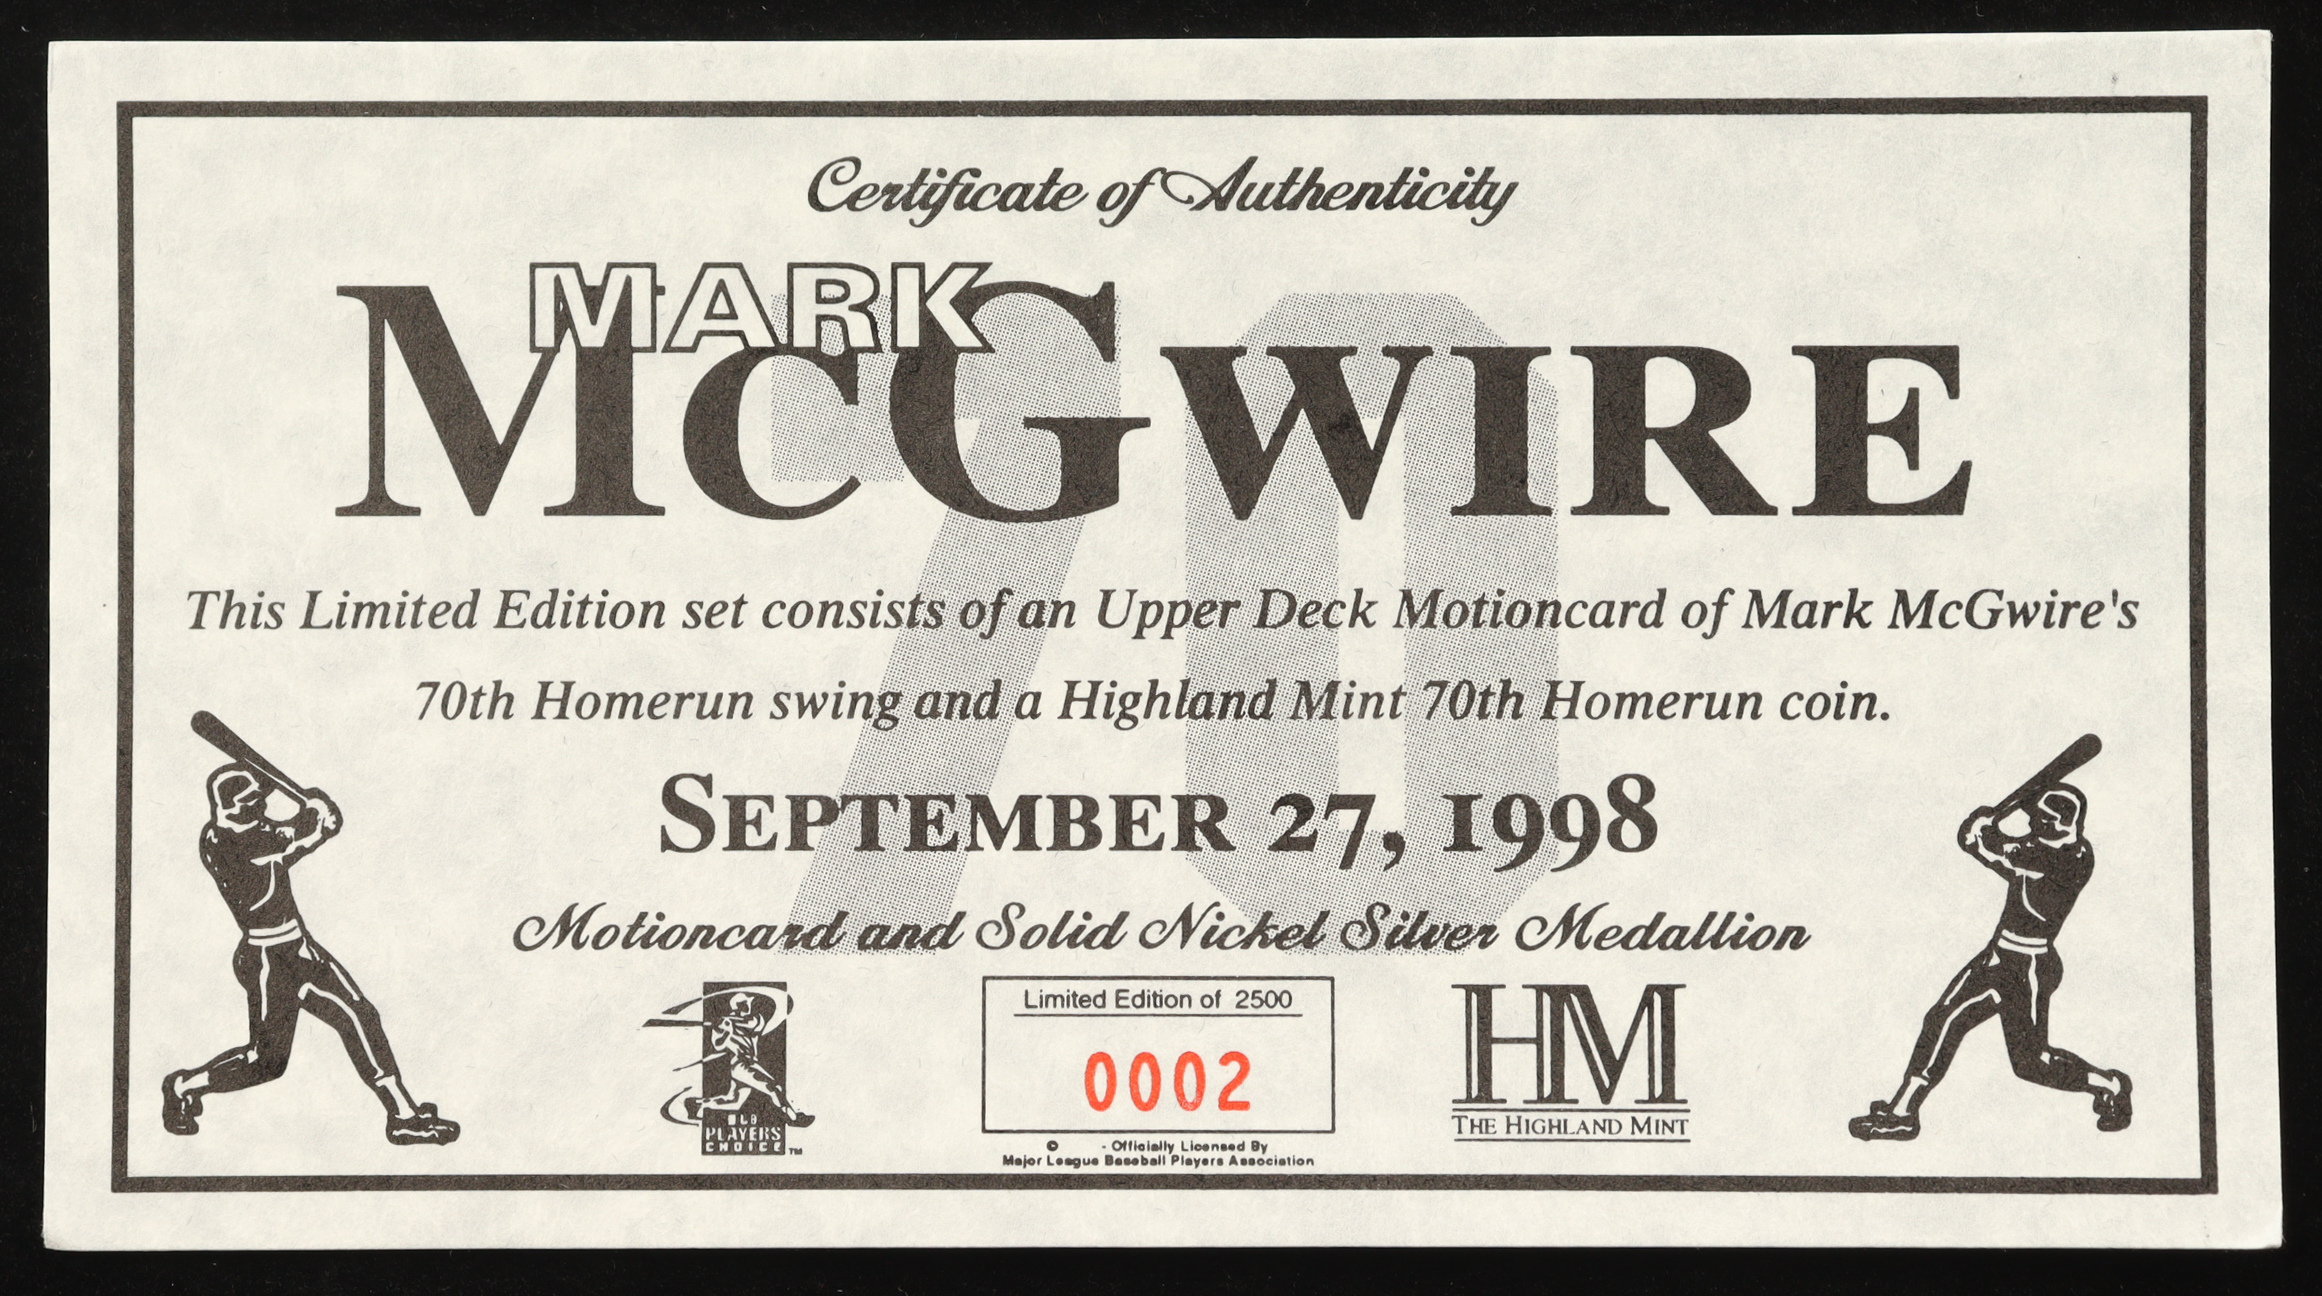 Certificate of Authenticity
MARK
McGWIRE
70
This Limited Edition set consists of an Upper Deck Motioncard of Mark McGwire's
70th Homerun swing and a Highland Mint 70th Homerun coin.
SEPTEMBER 27, 1998
Motioncard and Solid Nickel Silver Medallion
MLB
PLAYERS
CHOICE™
Limited Edition of 2500
0002
© - Officially Licensed By
Major League Baseball Players Association
HM
THE HIGHLAND MINT